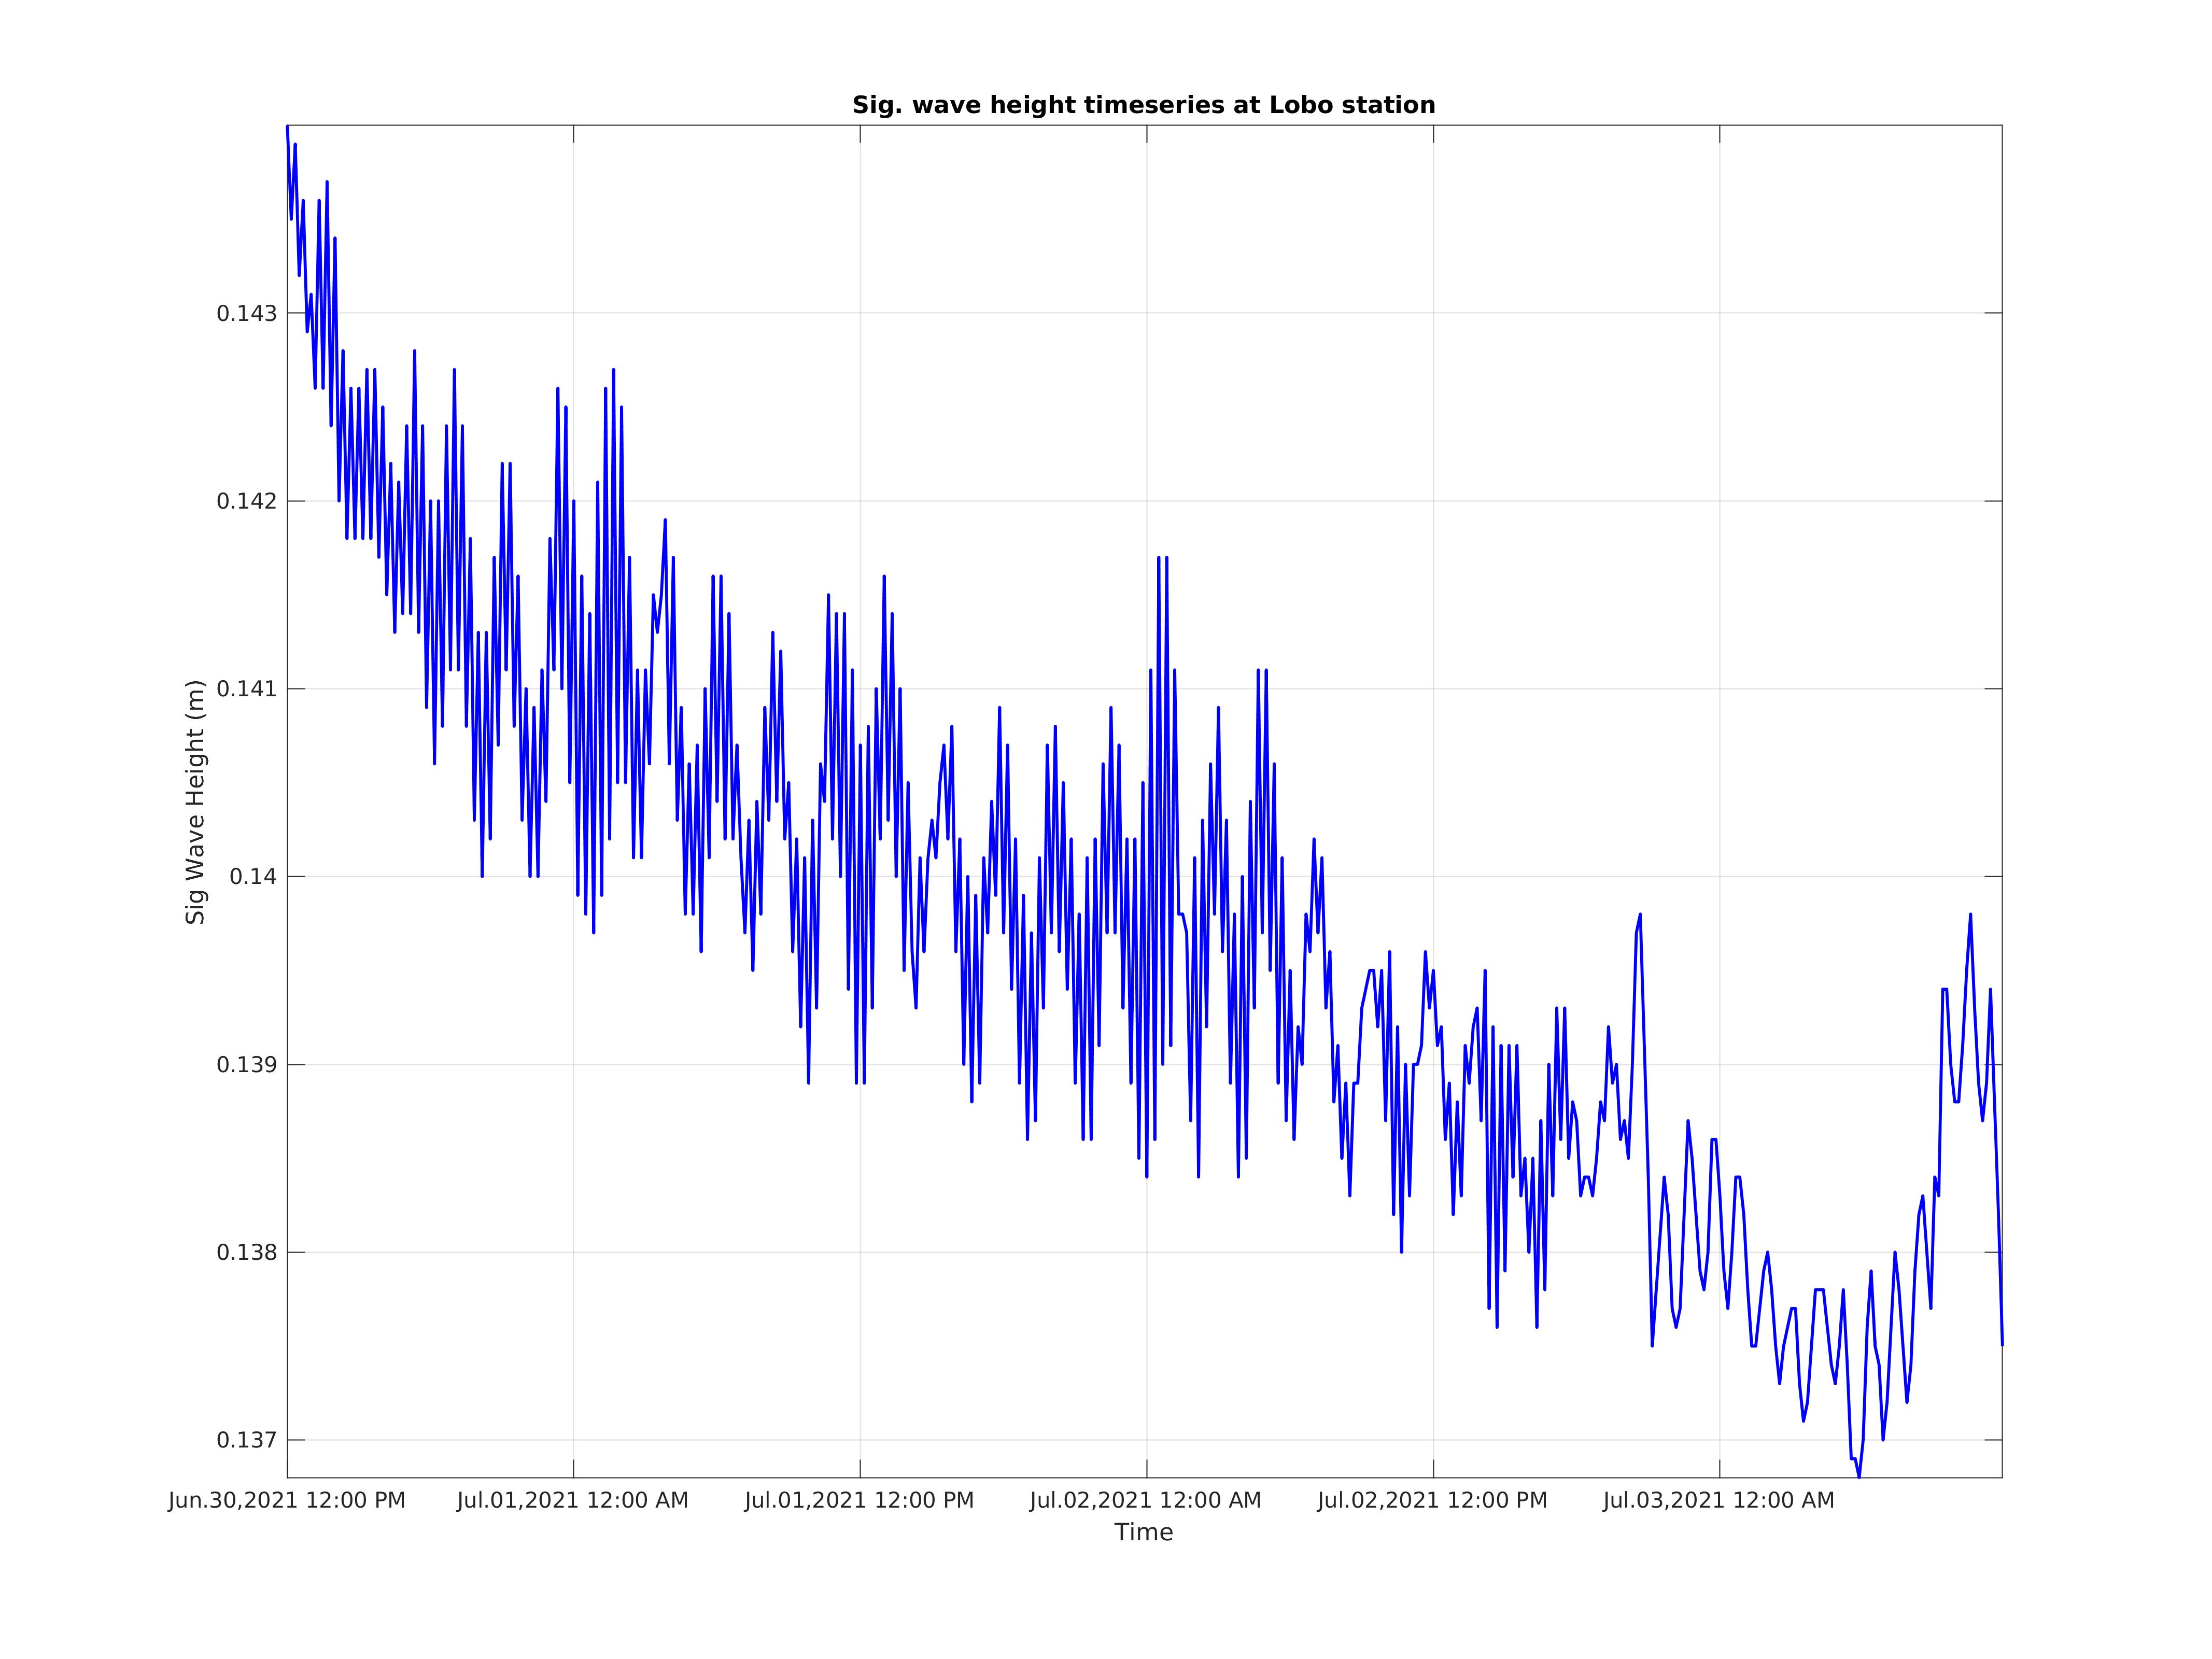 Sig. wave height timeseries at Lobo station
0.143
0.142
0.141
0.14
0.139
0.138
0.137
Sig Wave Height (m)
Jun.30,2021 12:00 PM
Jul.01,2021 12:00 AM
Jul.01,2021 12:00 PM
Jul.02,2021 12:00 AM
Jul.02,2021 12:00 PM
Jul.03,2021 12:00 AM
Time